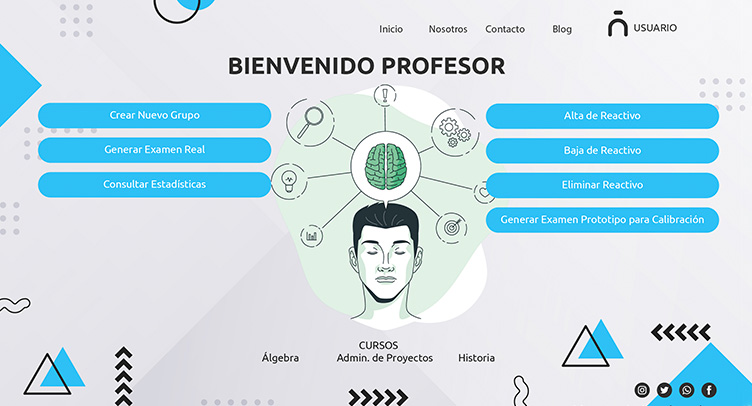 Inicio Nosotros Contacto Blog USUARIO
BIENVENIDO PROFESOR
Crear Nuevo Grupo
Generar Examen Real
Consultar Estadísticas
Alta de Reactivo
Baja de Reactivo
Eliminar Reactivo
Generar Examen Prototipo para Calibración
CURSOS
Álgebra Admin. de Proyectos Historia